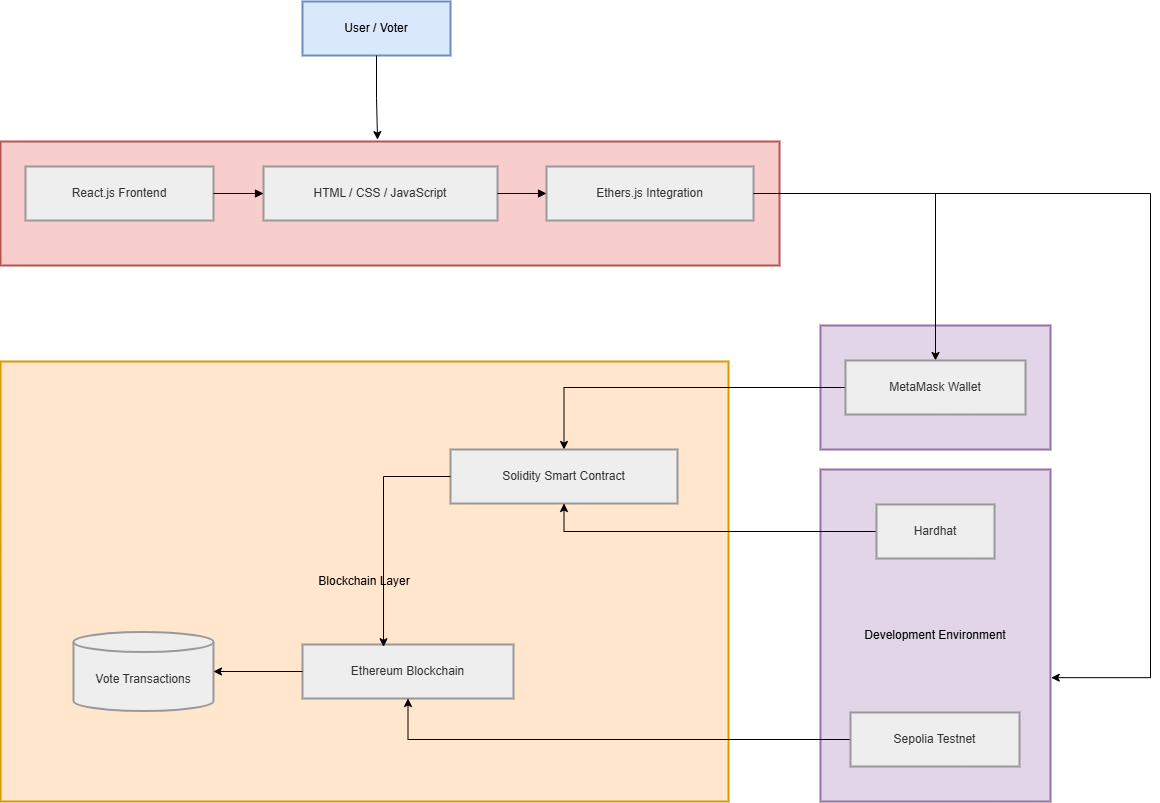 User / Voter
React.js Frontend
HTML / CSS / JavaScript
Ethers.js Integration
MetaMask Wallet
Solidity Smart Contract
Hardhat
Blockchain Layer
Development Environment
Vote Transactions
Ethereum Blockchain
Sepolia Testnet